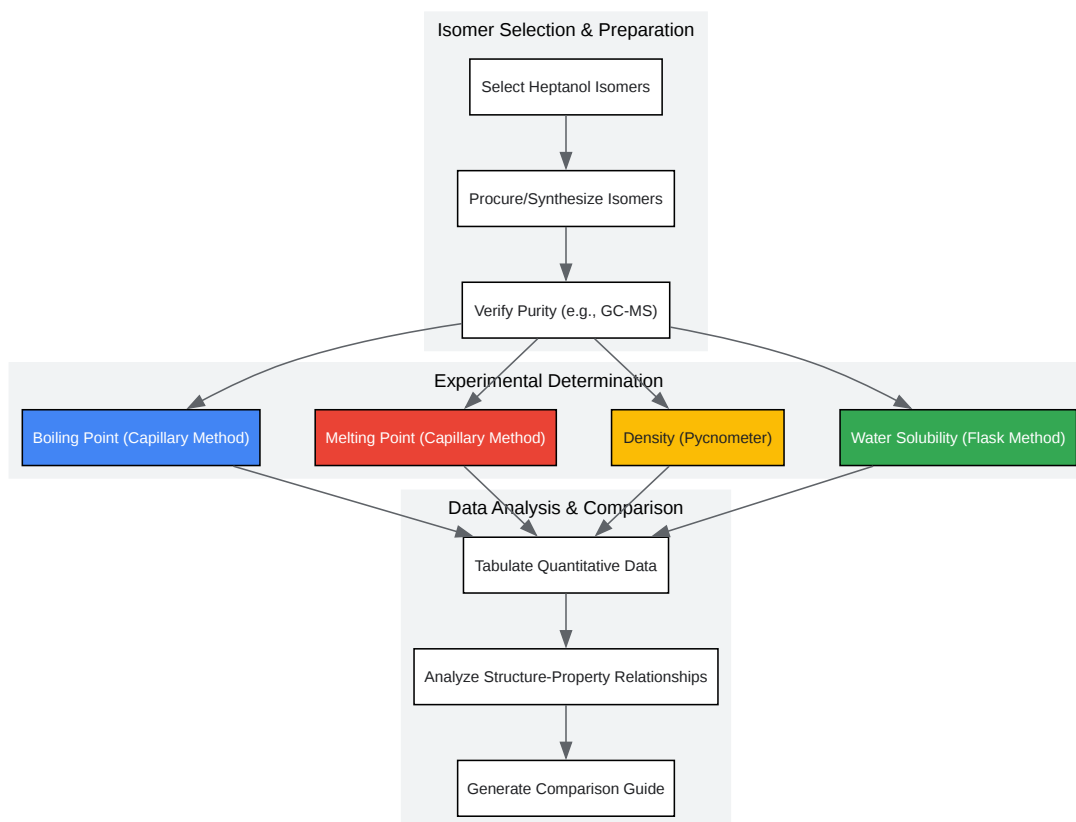 Isomer Selection & Preparation
Select Heptanol Isomers
Procure/Synthesize Isomers
Verify Purity (e.g., GC-MS)
Experimental Determination
Boiling Point (Capillary Method)
Melting Point (Capillary Method)
Density (Pycnometer)
Water Solubility (Flask Method)
Data Analysis & Comparison
Tabulate Quantitative Data
Analyze Structure-Property Relationships
Generate Comparison Guide